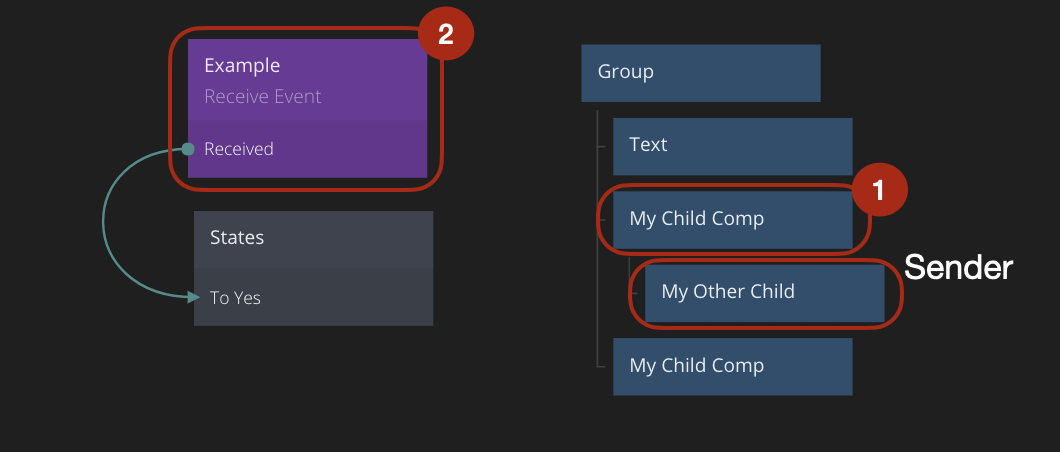 2
Example
Receive Event
Received
States
To Yes
Group
Text
1
My Child Comp
Sender
My Other Child
My Child Comp